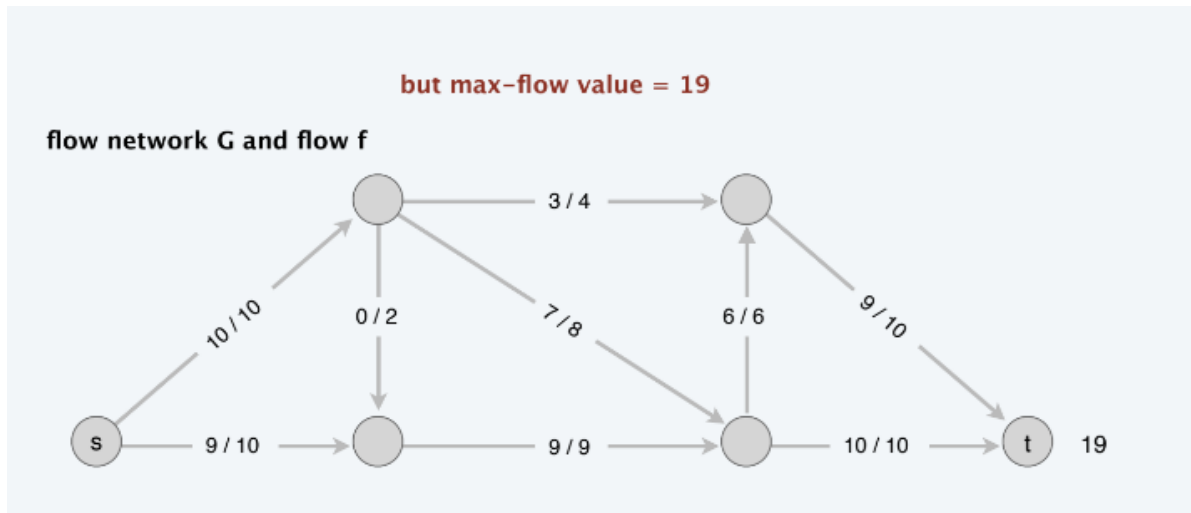 but max-flow value = 19
flow network G and flow f
3 / 4
10 / 10
0 / 2
7 / 8
6 / 6
9 / 10
s
9 / 10
9 / 9
10 / 10
t
19